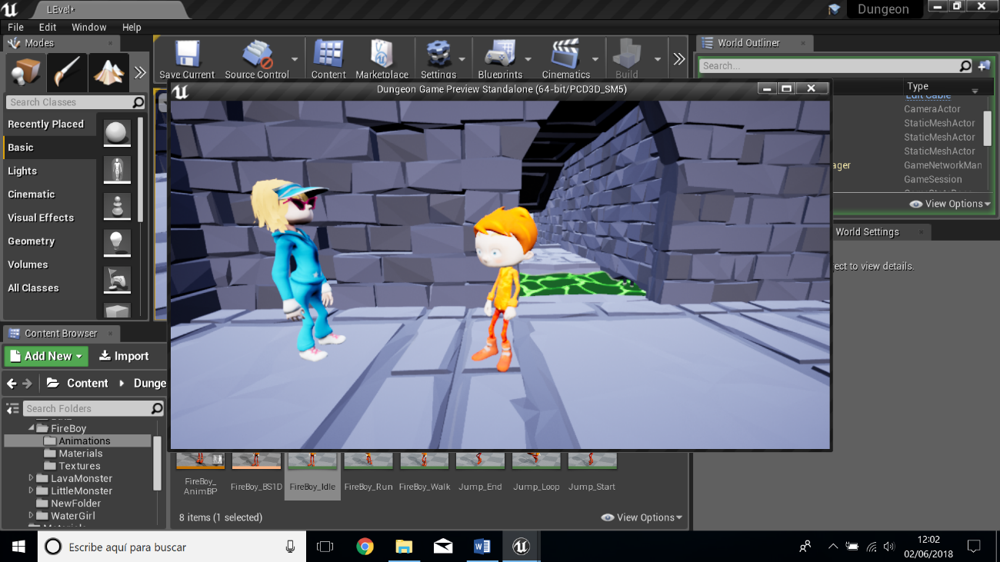 LEvel*
Dungeon
File Edit Window Help
Modes
Search Classes
Recently Placed
Basic
Lights
Cinematic
Visual Effects
Geometry
Volumes
All Classes
Save Current Source Control Content Marketplace Settings Blueprints Cinematics Build
World Outliner
Search...
Type
Edit Cable
CameraActor
StaticMeshActor
StaticMeshActor
StaticMeshActor
ager GameNetworkMan
GameSession
View Options
World Settings
ject to view details.
Dungeon Game Preview Standalone (64-bit/PCD3D_SM5)
Content Browser
Add New Import
Content Dunge
Search Folders
FireBoy
Animations
Materials
Textures
LavaMonster
LittleMonster
NewFolder
WaterGirl
FireBoy_
AnimBP
FireBoy_BS1D FireBoy_Idle FireBoy_Run FireBoy_Walk Jump_End Jump_Loop Jump_Start
8 items (1 selected)
View Options
Escribe aquí para buscar
12:02
02/06/2018